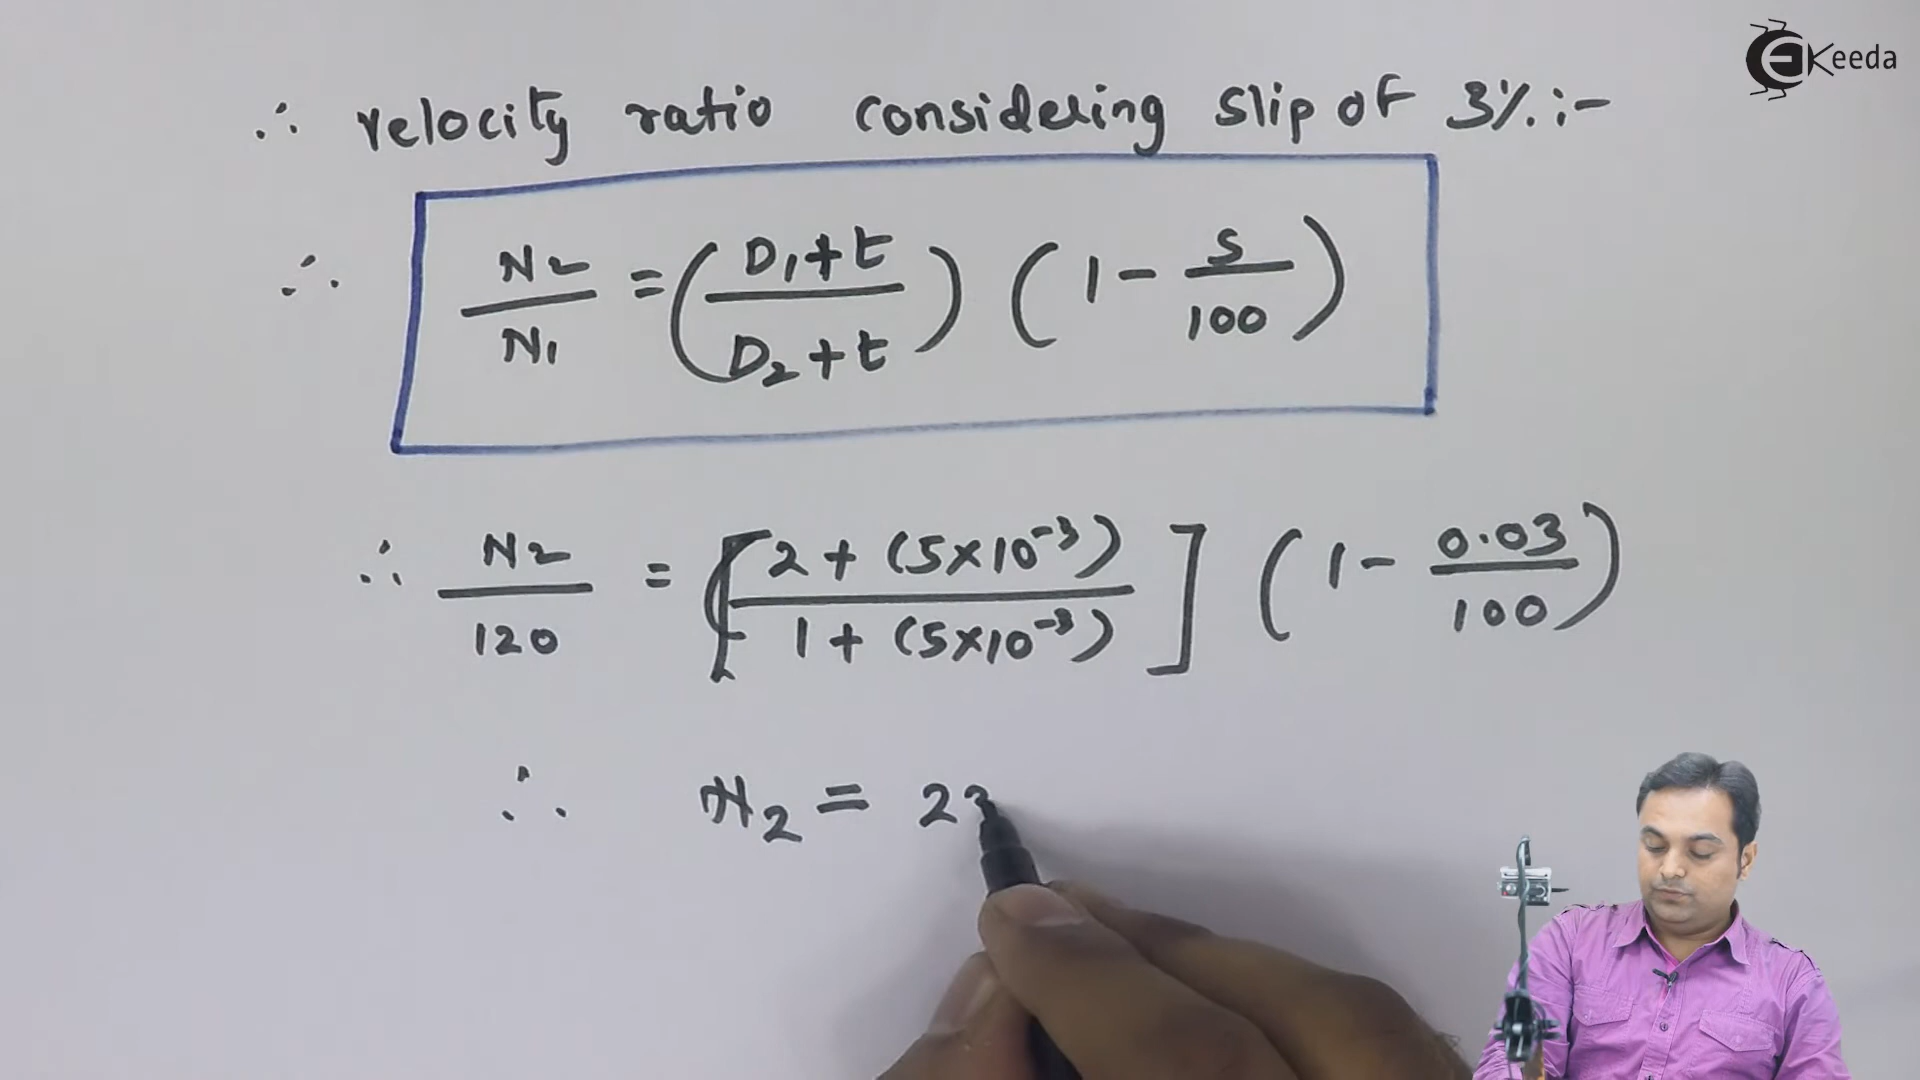 EKeeda
∴ velocity ratio considering slip of 3%:-
∴ N₂/N₁ = (D₁+t/D₂+t) (1 - S/100)
∴ N₂/120 = [2 + (5×10⁻³)/1 + (5×10⁻³)] (1 - 0.03/100)
∴ N₂ = 23